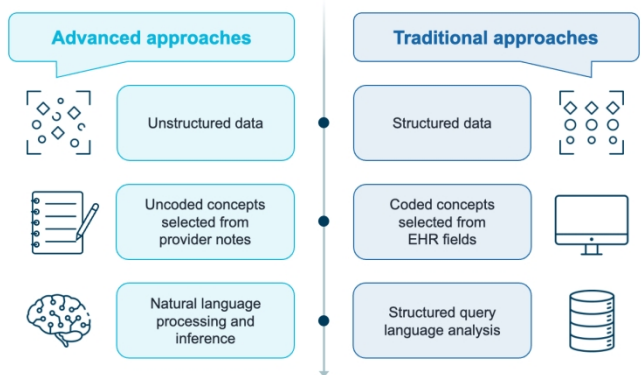 Advanced approaches
Traditional approaches
Unstructured data
Structured data
Uncoded concepts
selected from
provider notes
Coded concepts
selected from
EHR fields
Natural language
processing and
inference
Structured query
language analysis